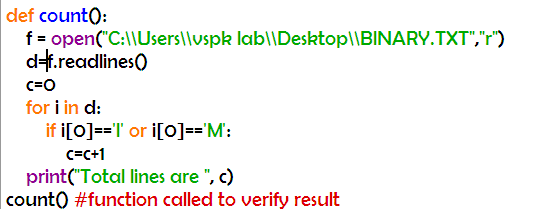 def count():
    f = open("C:\\Users\\vspk lab\\Desktop\\BINARY.TXT","r")
    d=f.readlines()
    c=0
    for i in d:
        if i[0]=='I' or i[0]=='M':
            c=c+1
    print("Total lines are ", c)
count() #function called to verify result